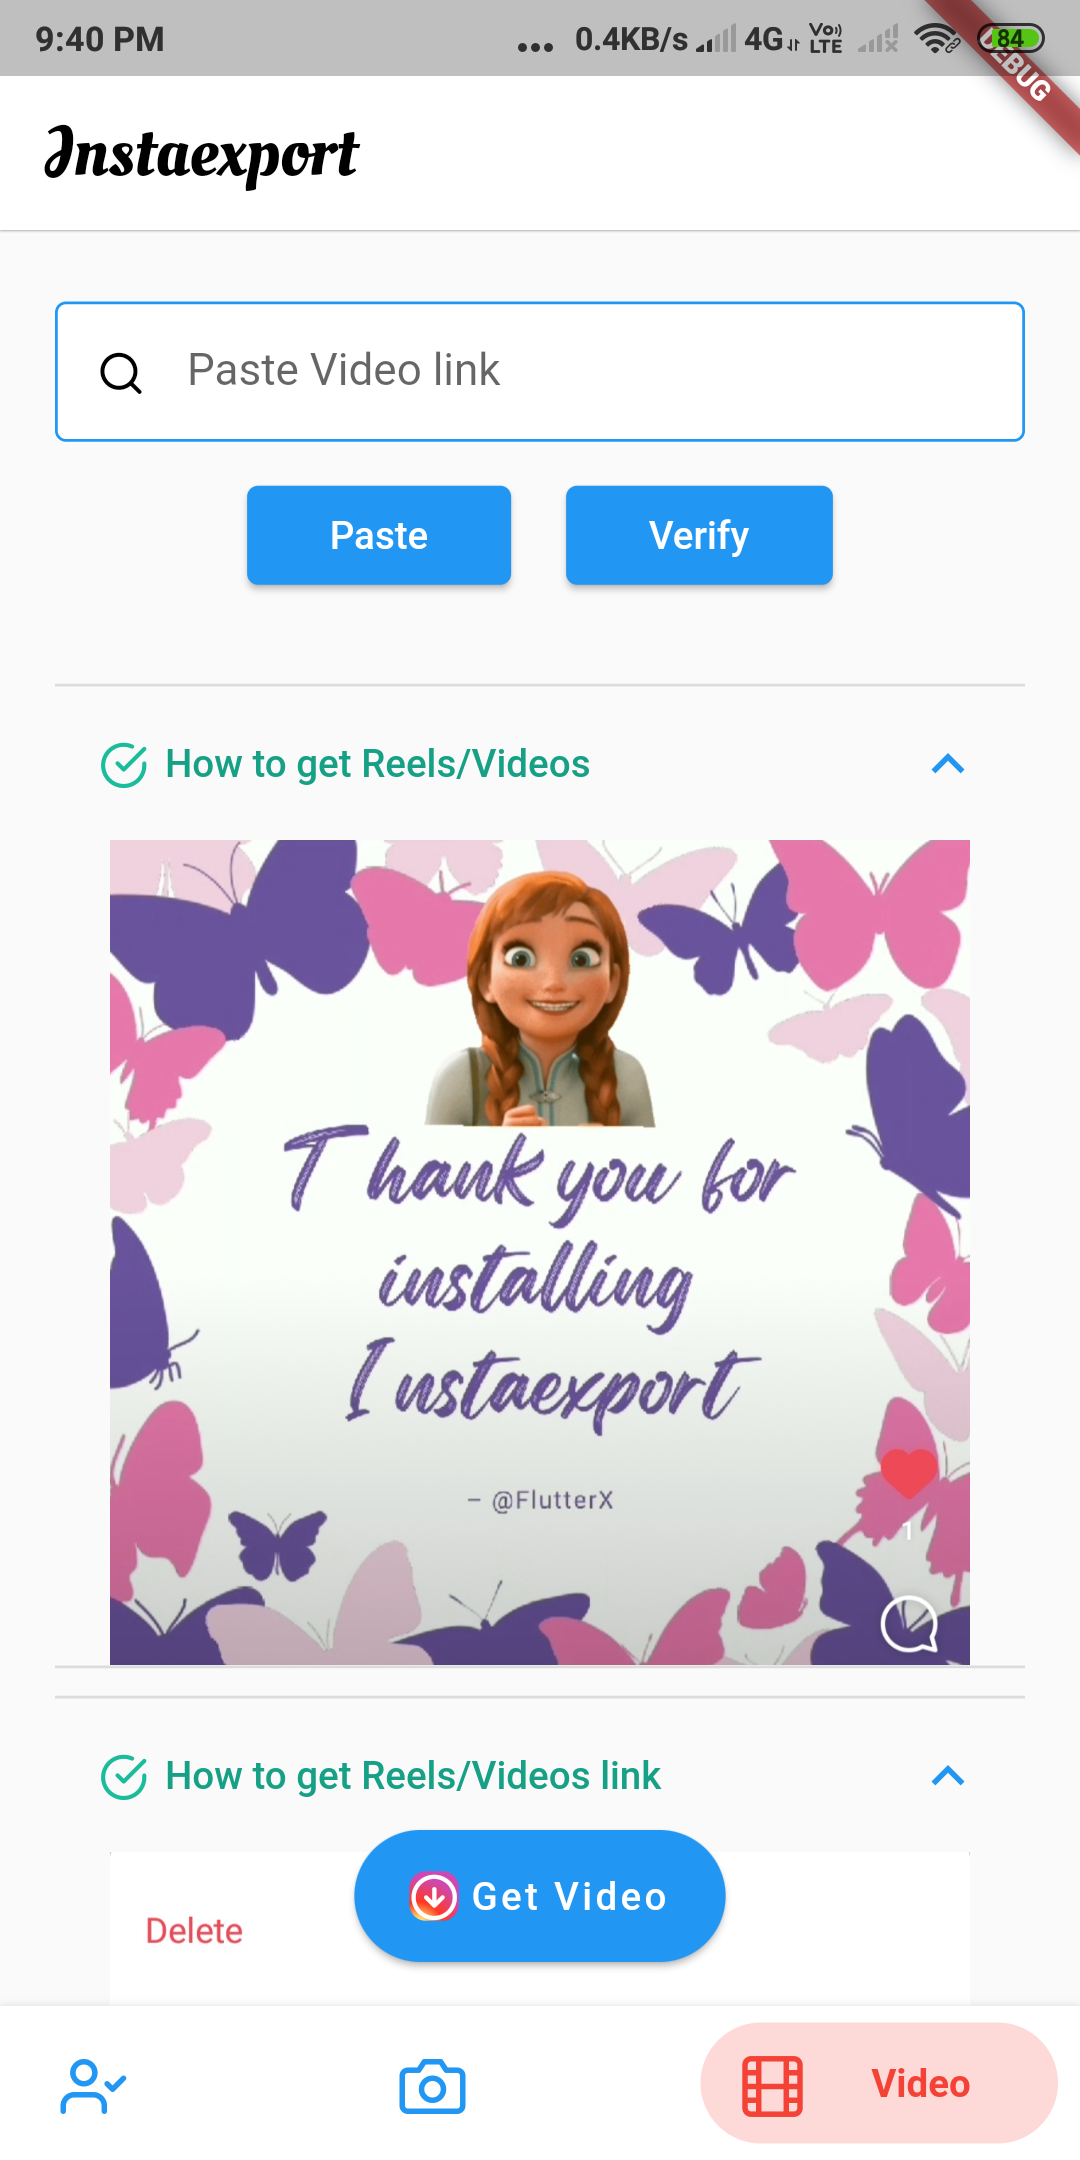 9:40 PM ... 0.4KB/s 4G Vo) LTE 84
DEBUG
Instaexport
Paste Video link
Paste Verify
How to get Reels/Videos
Thank you for
installing
Instaexport
– @FlutterX
1
How to get Reels/Videos link
Get Video
Delete
Video